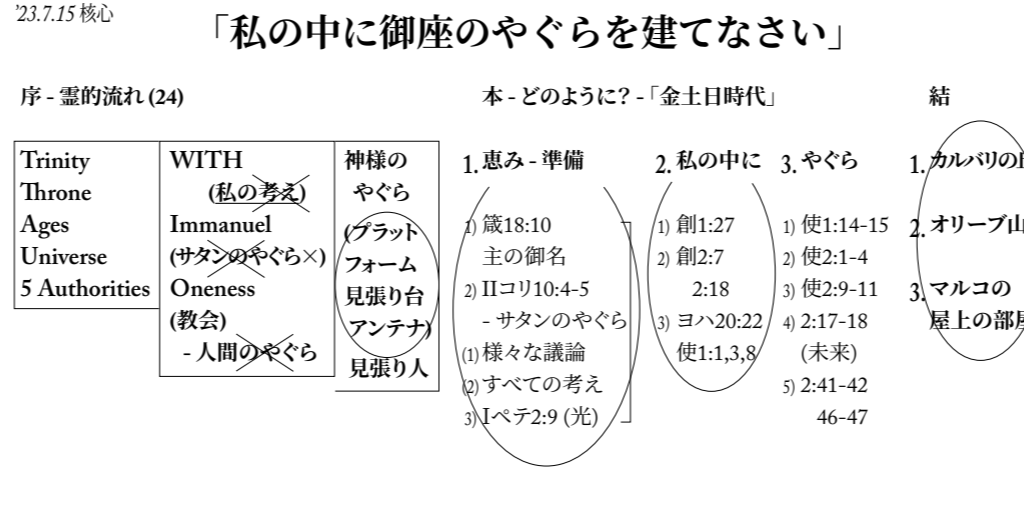 '23.7.15 核心
「私の中に御座のやぐらを建てなさい」
序 - 霊的流れ (24)
Trinity
Throne
Ages
Universe
5 Authorities
WITH
(私の考え)
Immanuel
(サタンのやぐら×)
Oneness
(教会)
- 人間のやぐら
神様の
やぐら
(プラット
フォーム
見張り台
アンテナ)
見張り人
本 - どのように? - 「金土日時代」
1. 恵み - 準備
1) 箴18:10
主の御名
2) IIコリ10:4-5
- サタンのやぐら
(1) 様々な議論
(2) すべての考え
3) Iペテ2:9 (光)
2. 私の中に
1) 創1:27
2) 創2:7
2:18
3) ヨハ20:22
使1:1,3,8
3. やぐら
1) 使1:14-15
2) 使2:1-4
3) 使2:9-11
4) 2:17-18
(未来)
5) 2:41-42
46-47
結
1. カルバリの
2. オリーブ山
3. マルコの
屋上の部屋